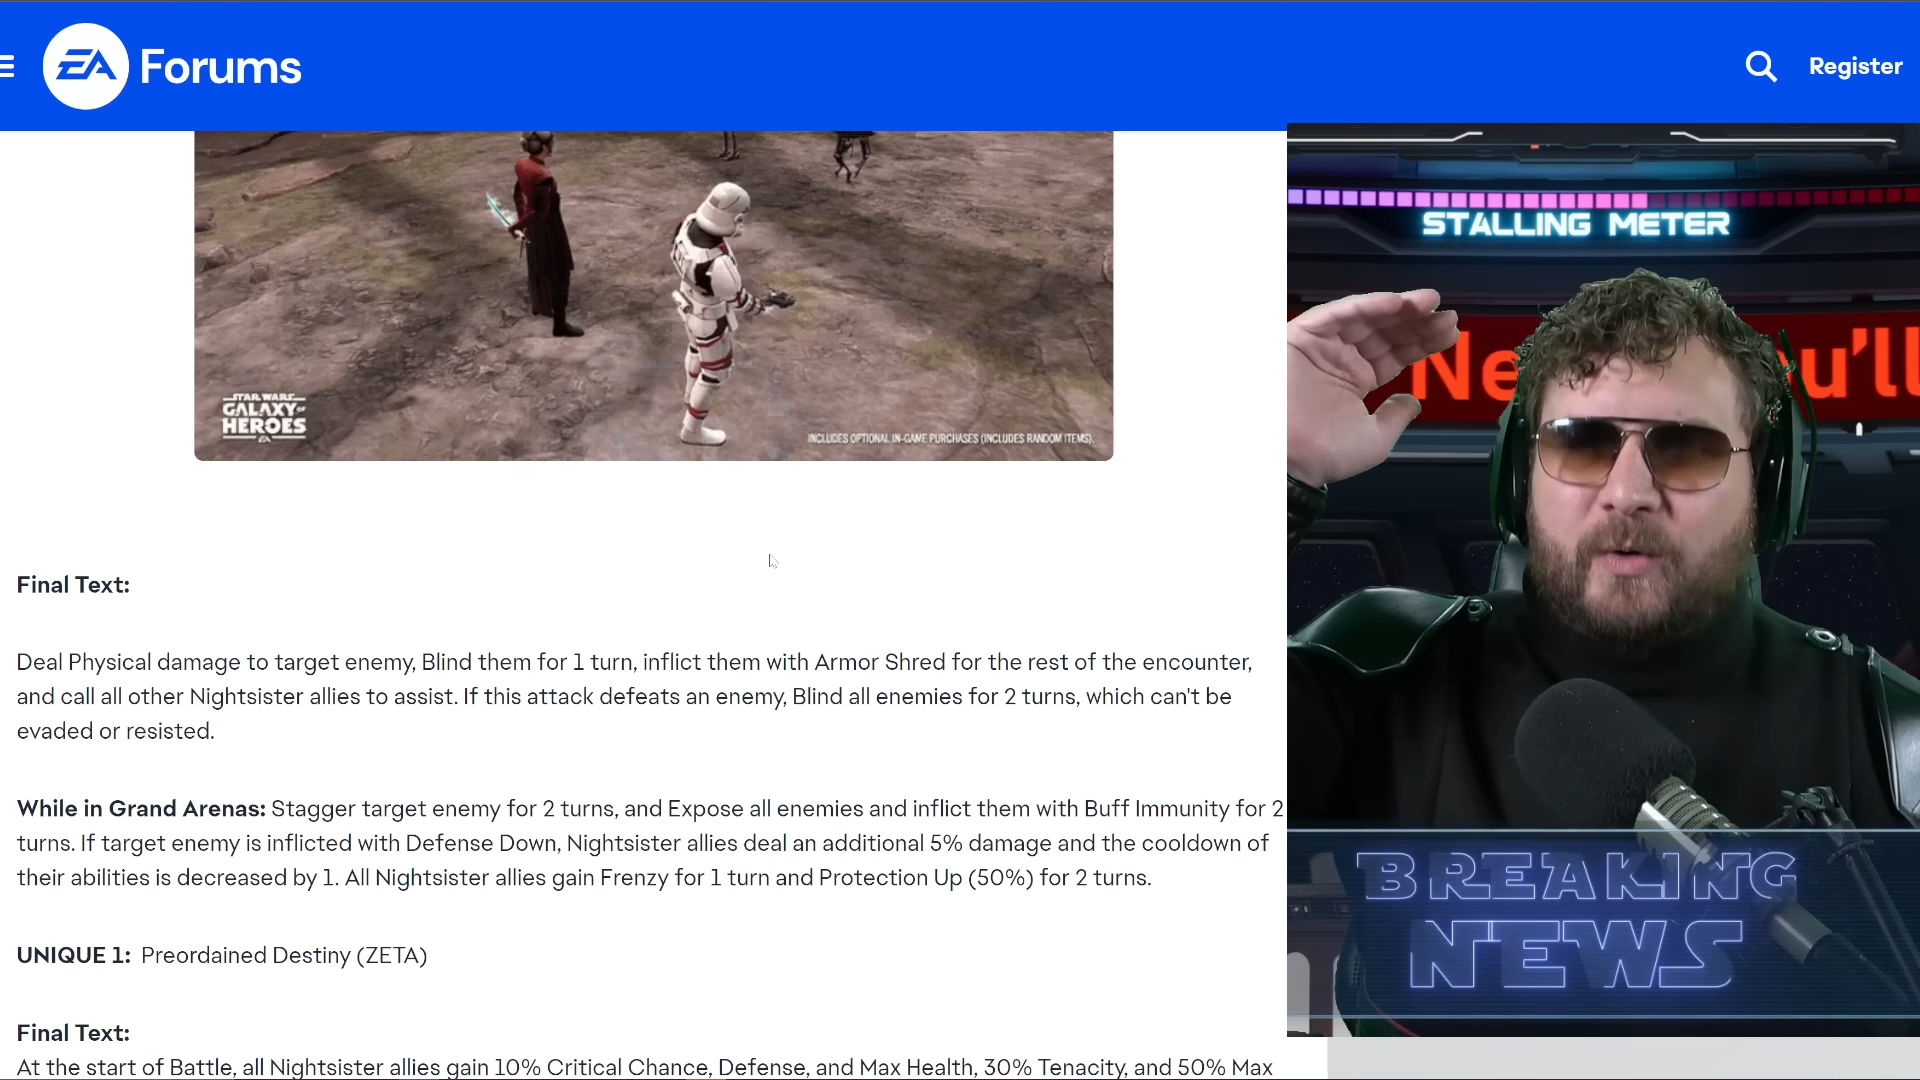 EA Forums
Register
STALLING METER
Ne u'll
STAR WARS
GALAXY OF
HEROES
EA
INCLUDES OPTIONAL IN-GAME PURCHASES (INCLUDES RANDOM ITEMS).
Final Text:
Deal Physical damage to target enemy, Blind them for 1 turn, inflict them with Armor Shred for the rest of the encounter,
and call all other Nightsister allies to assist. If this attack defeats an enemy, Blind all enemies for 2 turns, which can't be
evaded or resisted.
While in Grand Arenas: Stagger target enemy for 2 turns, and Expose all enemies and inflict them with Buff Immunity for 2
turns. If target enemy is inflicted with Defense Down, Nightsister allies deal an additional 5% damage and the cooldown of
their abilities is decreased by 1. All Nightsister allies gain Frenzy for 1 turn and Protection Up (50%) for 2 turns.
UNIQUE 1: Preordained Destiny (ZETA)
Final Text:
At the start of Battle, all Nightsister allies gain 10% Critical Chance, Defense, and Max Health, 30% Tenacity, and 50% Max
BREAKING
NEWS